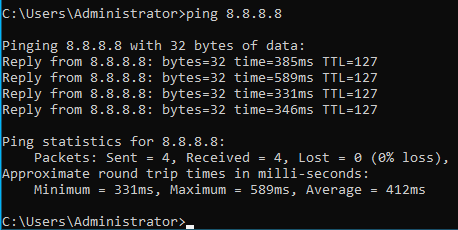 C:\Users\Administrator>ping 8.8.8.8
Pinging 8.8.8.8 with 32 bytes of data:
Reply from 8.8.8.8: bytes=32 time=385ms TTL=127
Reply from 8.8.8.8: bytes=32 time=589ms TTL=127
Reply from 8.8.8.8: bytes=32 time=331ms TTL=127
Reply from 8.8.8.8: bytes=32 time=346ms TTL=127
Ping statistics for 8.8.8.8:
Packets: Sent = 4, Received = 4, Lost = 0 (0% loss),
Approximate round trip times in milli-seconds:
Minimum = 331ms, Maximum = 589ms, Average = 412ms
C:\Users\Administrator>